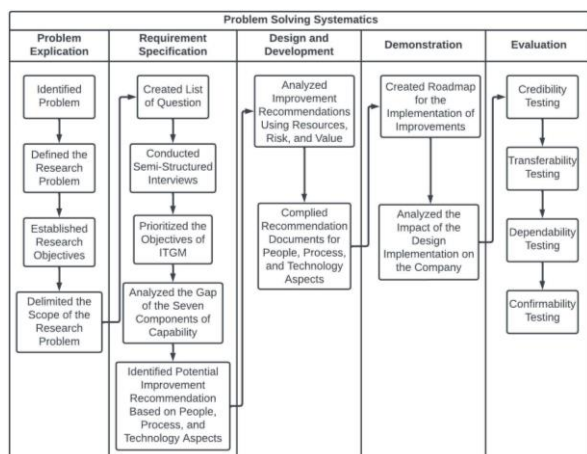 Problem Solving Systematics
Problem
Explication
Identified
Problem
Defined the
Research
Problem
Established
Research
Objectives
Delimited the
Scope of the
Research
Problem
Requirement
Specification
Created List
of Question
Conducted
Semi-Structured
Interviews
Prioritized the
Objectives of
ITGM
Analyzed the Gap
of the Seven
Components of
Capability
Identified Potential
Improvement
Recommendation
Based on People,
Process, and
Technology Aspects
Design and
Development
Analyzed
Improvement
Recommendations
Using Resources,
Risk, and Value
Complied
Recommendation
Documents for
People, Process,
and Technology
Aspects
Demonstration
Created Roadmap
for the
Implementation of
Improvements
Analyzed the
Impact of the
Design
Implementation on
the Company
Evaluation
Credibility
Testing
Transferability
Testing
Dependability
Testing
Confirmability
Testing